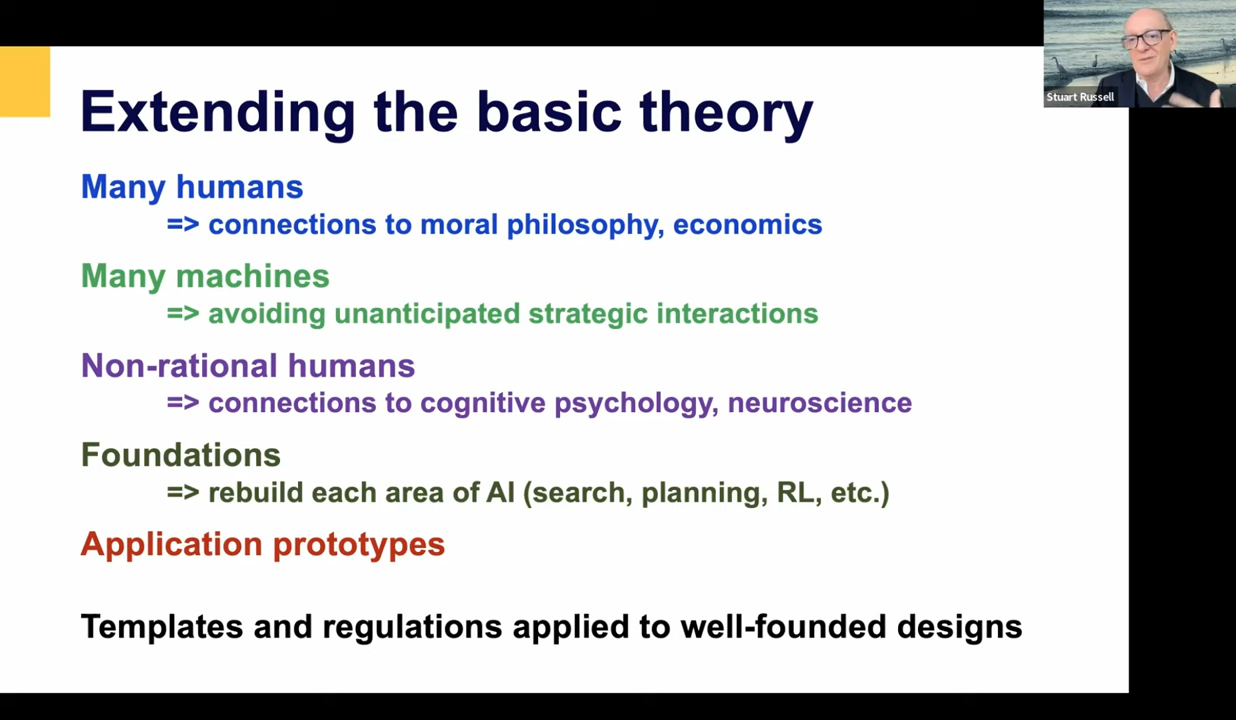 Stuart Russell
Extending the basic theory
Many humans
=> connections to moral philosophy, economics
Many machines
=> avoiding unanticipated strategic interactions
Non-rational humans
=> connections to cognitive psychology, neuroscience
Foundations
=> rebuild each area of AI (search, planning, RL, etc.)
Application prototypes
Templates and regulations applied to well-founded designs